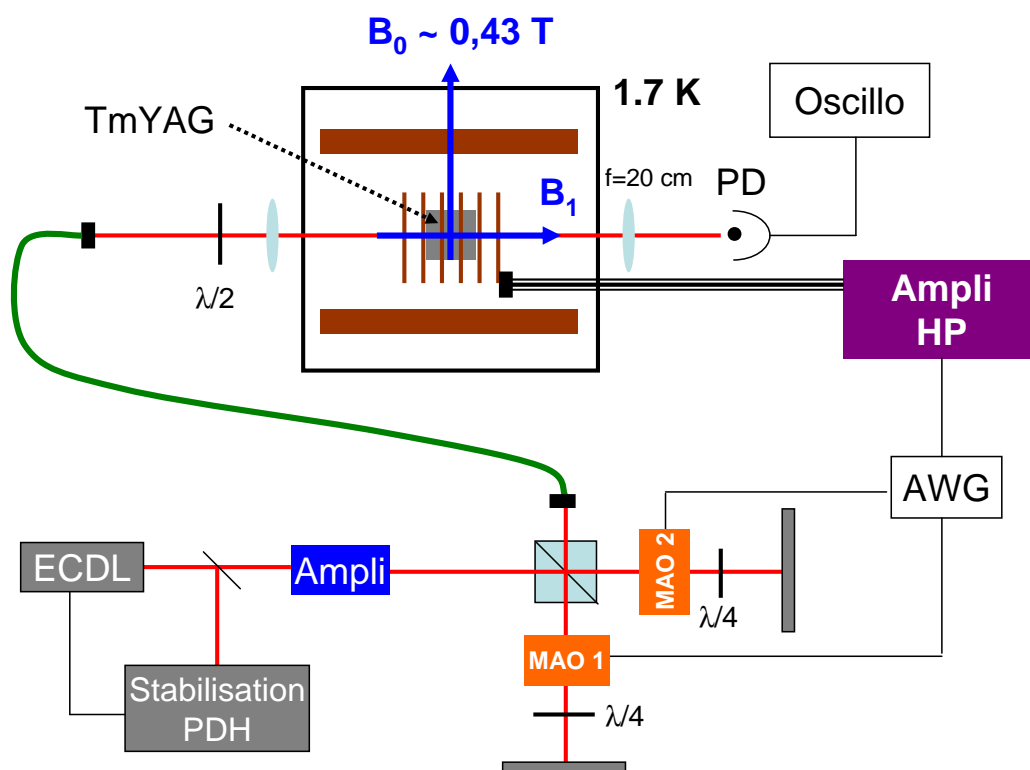 B₀ ~ 0,43 T
1.7 K
Oscillo
TmYAG
f=20 cm
PD
B₁
λ/2
Ampli
HP
AWG
ECDL
Ampli
MAO 2
λ/4
MAO 1
Stabilisation
PDH
λ/4